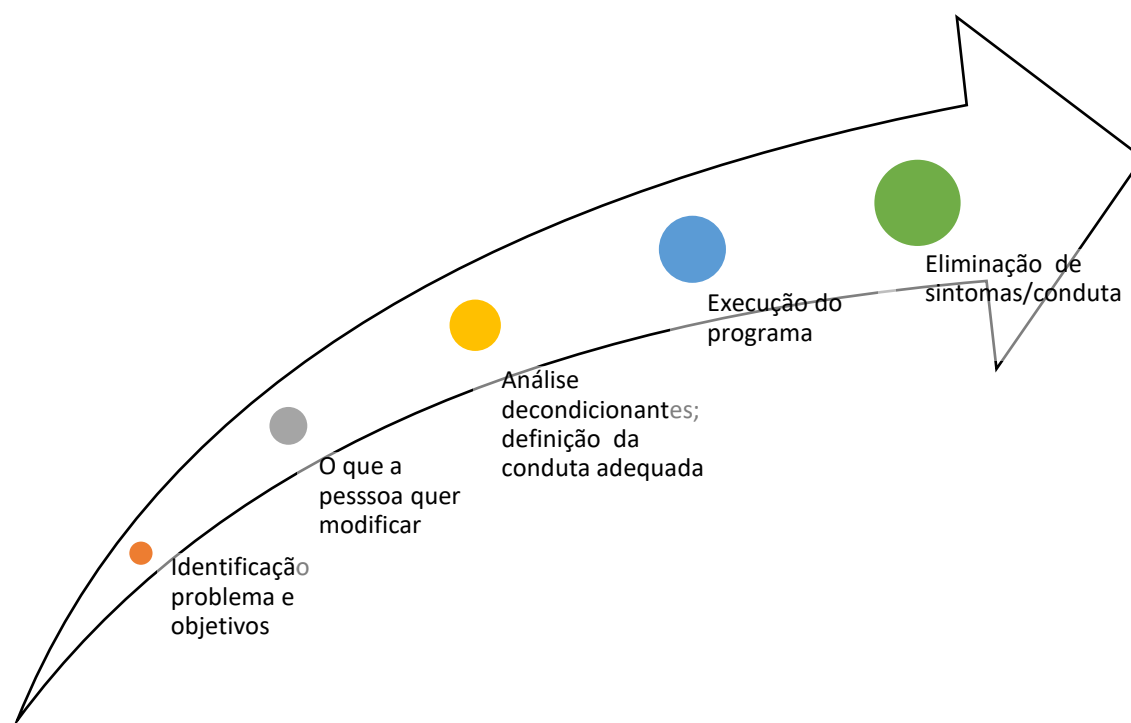 Identificação
problema e
objetivos
O que a
pesssoa quer
modificar
Análise
decondicionantes;
definição da
conduta adequada
Execução do
programa
Eliminação de
sintomas/conduta